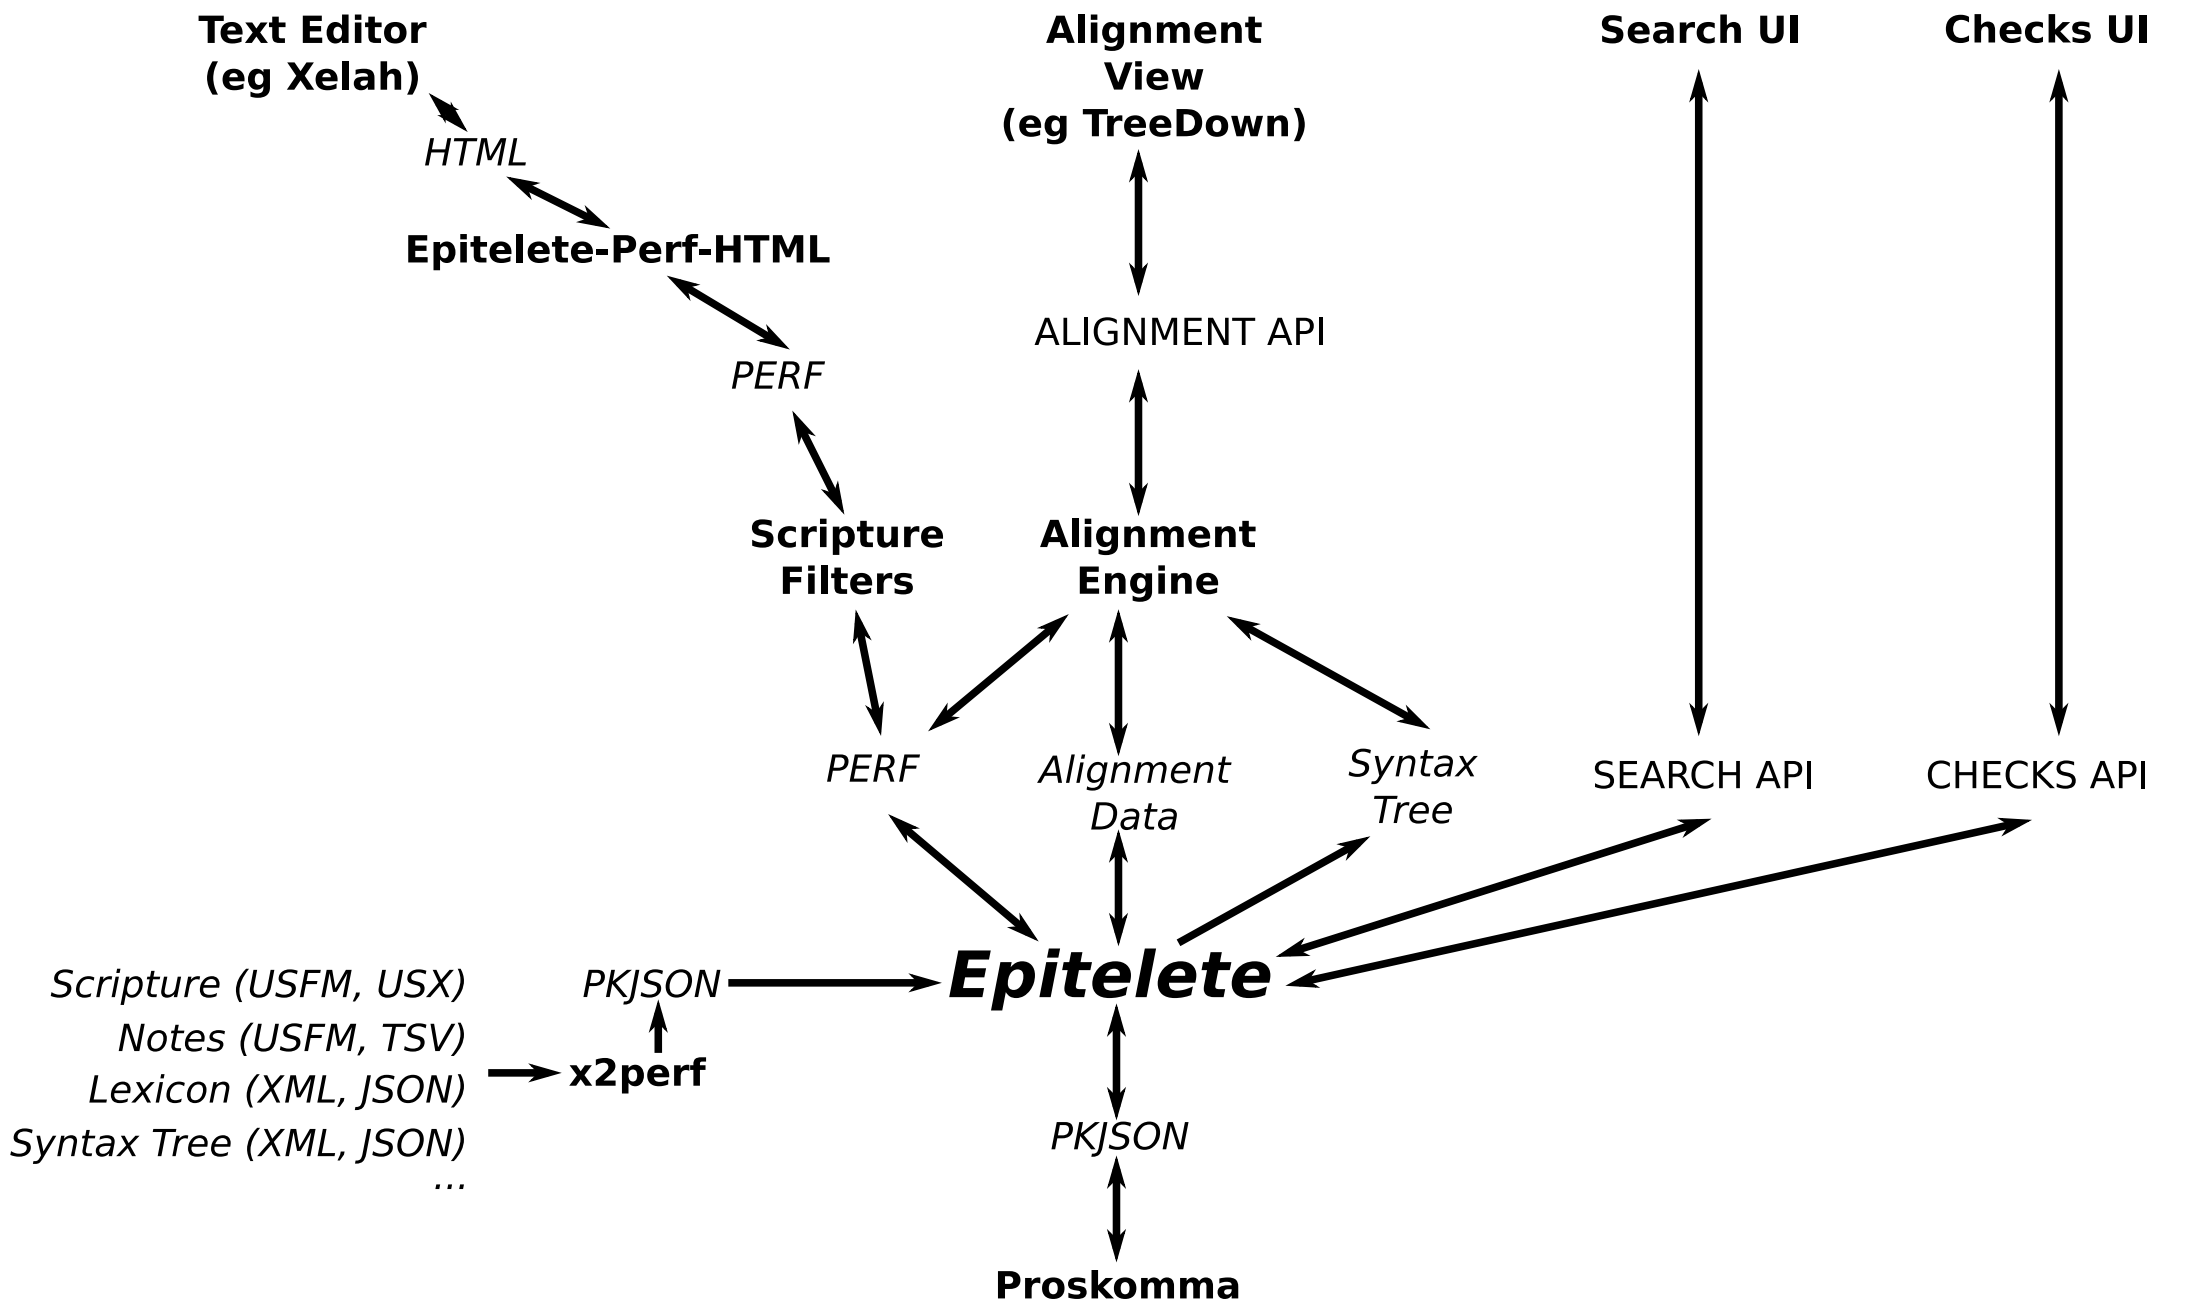 Text Editor
(eg Xelah)
Alignment
View
(eg TreeDown)
Search UI
Checks UI
HTML
Epitelete-Perf-HTML
ALIGNMENT API
PERF
Scripture
Filters
Alignment
Engine
PERF
Alignment
Data
Syntax
Tree
SEARCH API
CHECKS API
Scripture (USFM, USX)
Notes (USFM, TSV)
Lexicon (XML, JSON)
Syntax Tree (XML, JSON)
...
PKJSON
x2perf
Epitelete
PKJSON
Proskomma